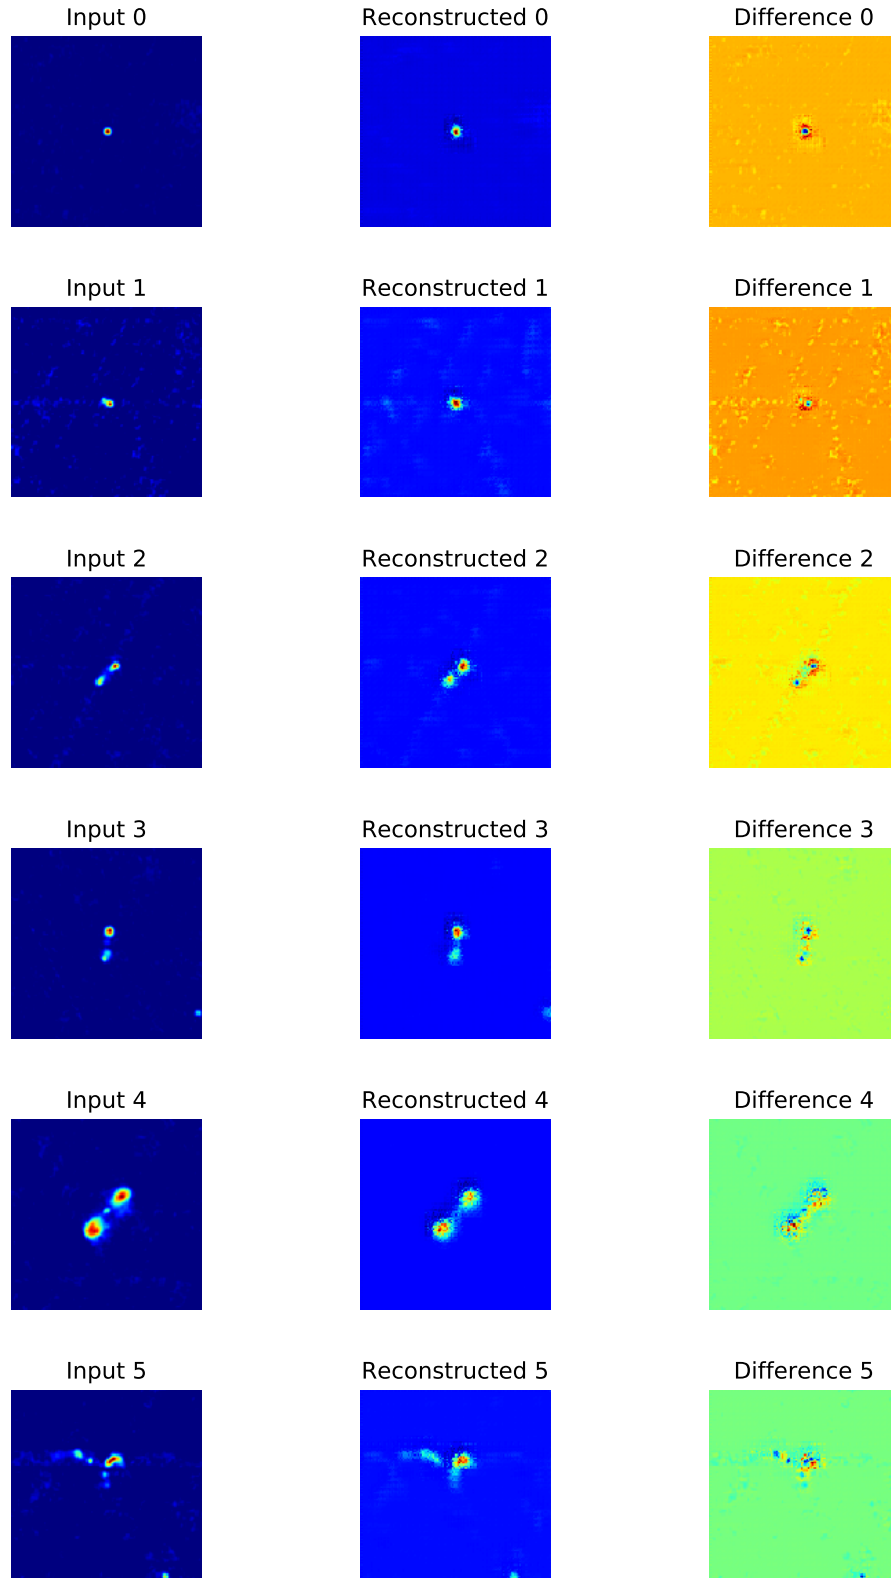 Input 0 Reconstructed 0 Difference 0
Input 1 Reconstructed 1 Difference 1
Input 2 Reconstructed 2 Difference 2
Input 3 Reconstructed 3 Difference 3
Input 4 Reconstructed 4 Difference 4
Input 5 Reconstructed 5 Difference 5